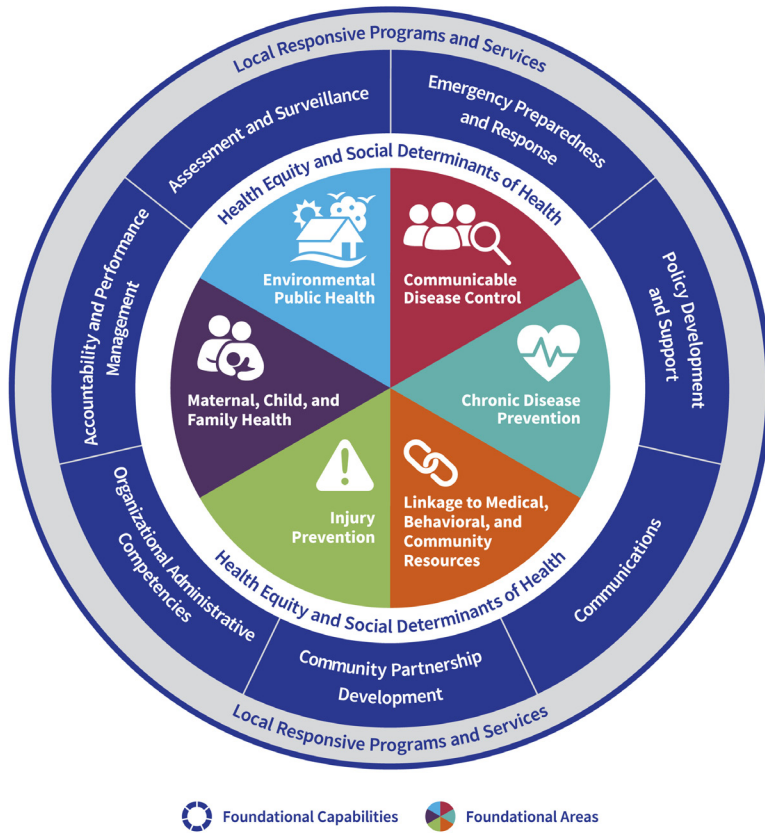 Local Responsive Programs and Services
Assessment and Surveillance
Emergency Preparedness
and Response
Health Equity and Social Determinants of Health
Accountability and Performance
Management
Policy Development
and Support
Environmental
Public Health
Communicable
Disease Control
Maternal, Child, and
Family Health
Chronic Disease
Prevention
Injury
Prevention
Linkage to Medical,
Behavioral, and
Community
Resources
Organizational Administrative
Competencies
Communications
Health Equity and Social Determinants of Health
Community Partnership
Development
Local Responsive Programs and Services
Foundational Capabilities
Foundational Areas